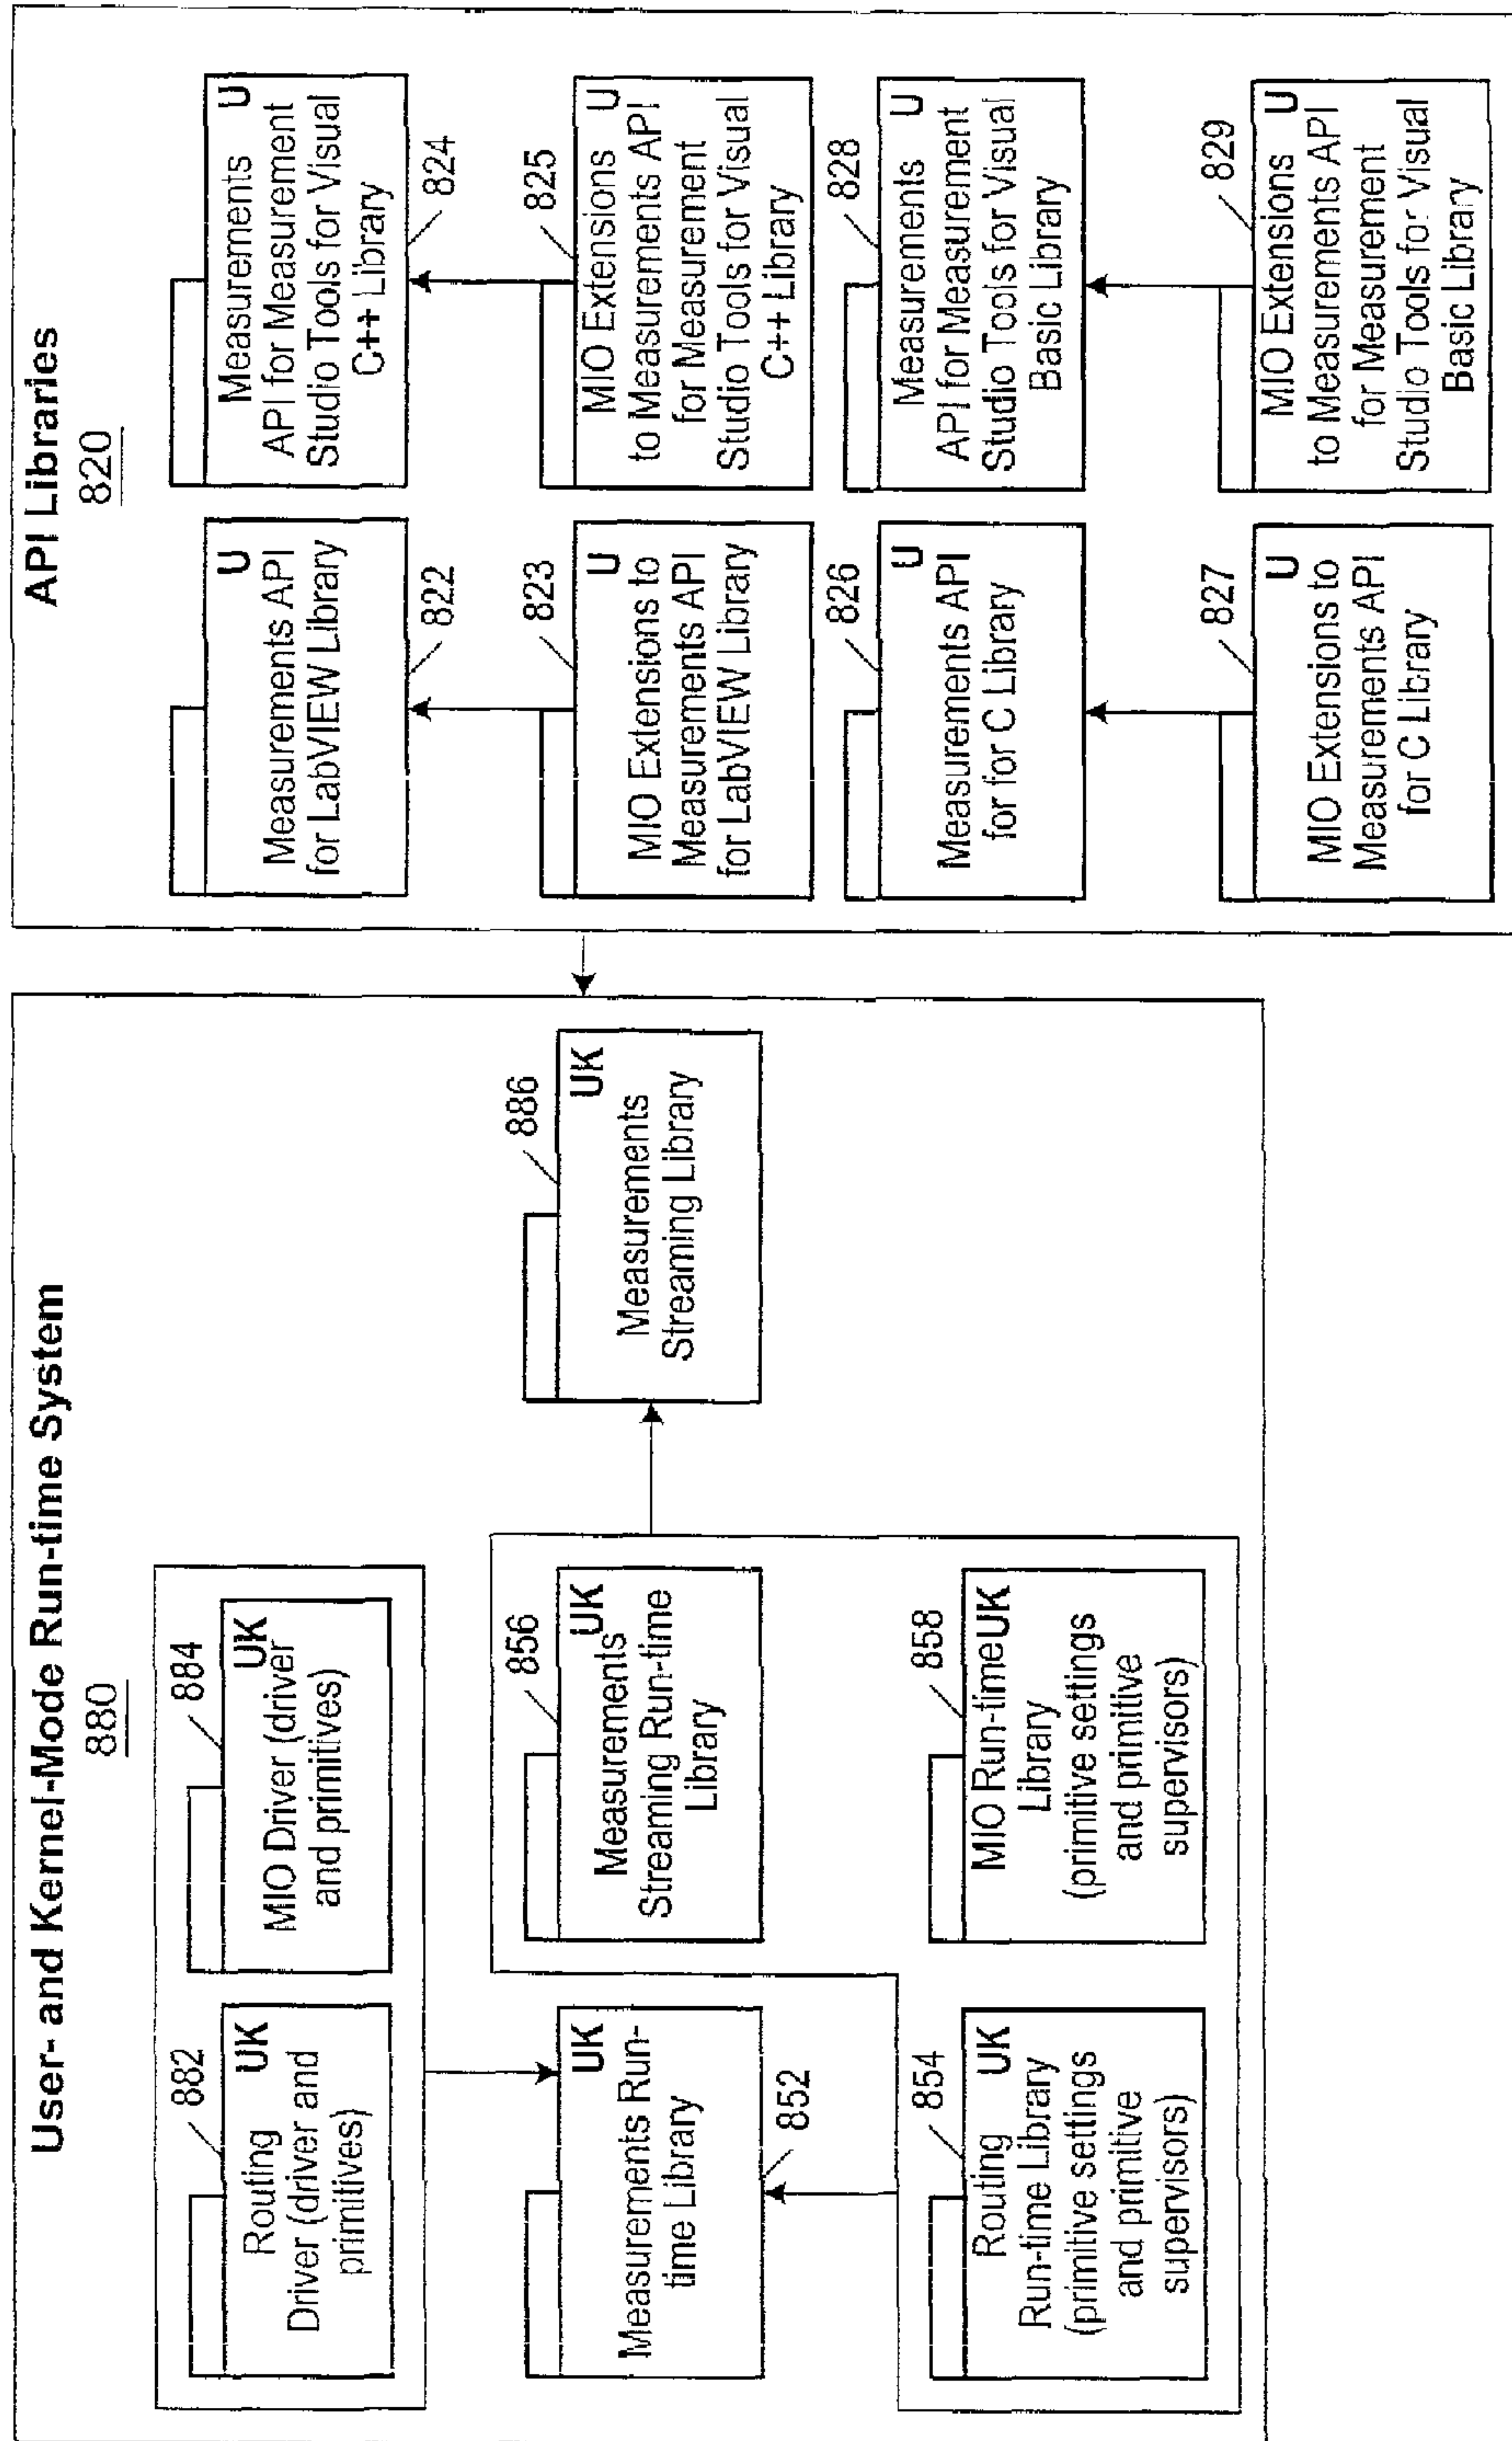 User- and Kernel-Mode Run-time System
880
882
Routing UK
Driver (driver and
primitives)
884
UK
MIO Driver (driver
and primitives)
UK
Measurements Run-
time Library
852
856
UK
Measurements
Streaming Run-time
Library
886
UK
Measurements
Streaming Library
854
Routing UK
Run-time Library
(primitive settings
and primitive
supervisors)
858
MIO Run-time UK
Library
(primitive settings
and primitive
supervisors)
API Libraries
820
U
Measurements API
for LabVIEW Library
822
Measurements U
API for Measurement
Studio Tools for Visual
C++ Library
824
823
U
MIO Extensions to
Measurements API
for LabVIEW Library
825
MIO Extensions U
to Measurements API
for Measurement
Studio Tools for Visual
C++ Library
826
U
Measurements API
for for C Library
828
Measurements U
API for Measurement
Studio Tools for Visual
Basic Library
827
U
MIO Extensions to
Measurements API
for C Library
829
MIO Extensions U
to Measurements API
for Measurement
Studio Tools for Visual
Basic Library